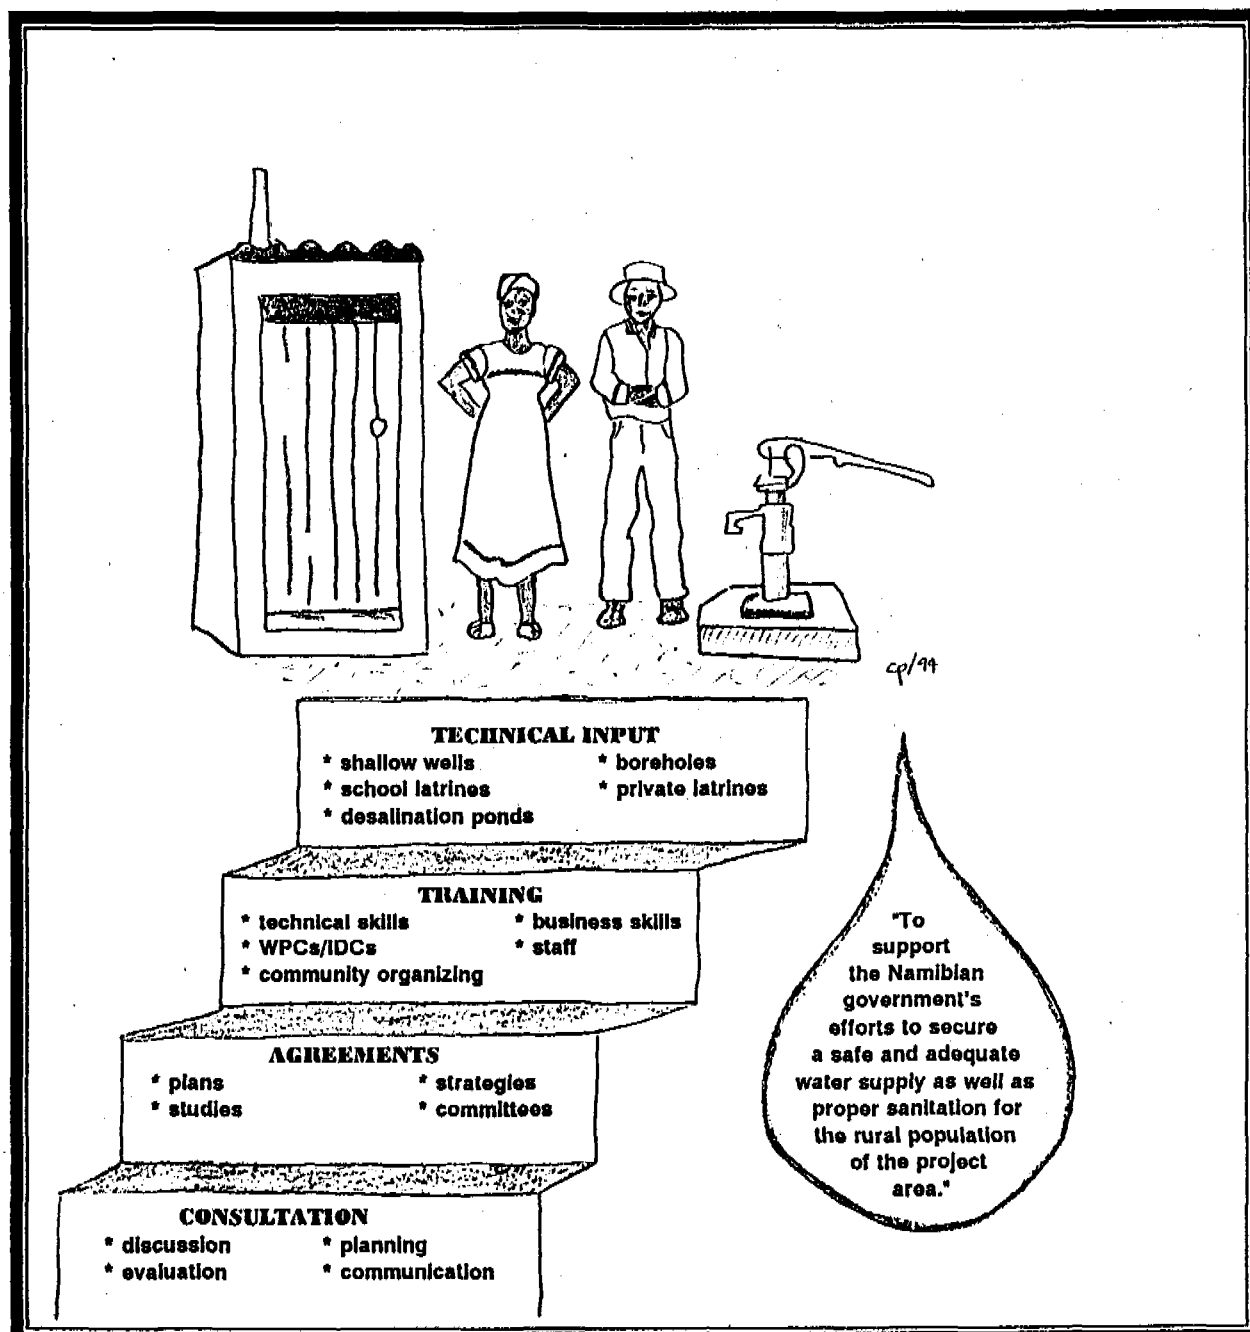 cp/94
TECHNICAL INPUT
* shallow wells * boreholes
* school latrines * private latrines
* desalination ponds
TRAINING
* technical skills * business skills
* WPCs/IDCs * staff
* community organizing
AGREEMENTS
* plans * strategies
* studies * committees
CONSULTATION
* discussion * planning
* evaluation * communication
"To
support
the Namibian
government's
efforts to secure
a safe and adequate
water supply as well as
proper sanitation for
the rural population
of the project
area."